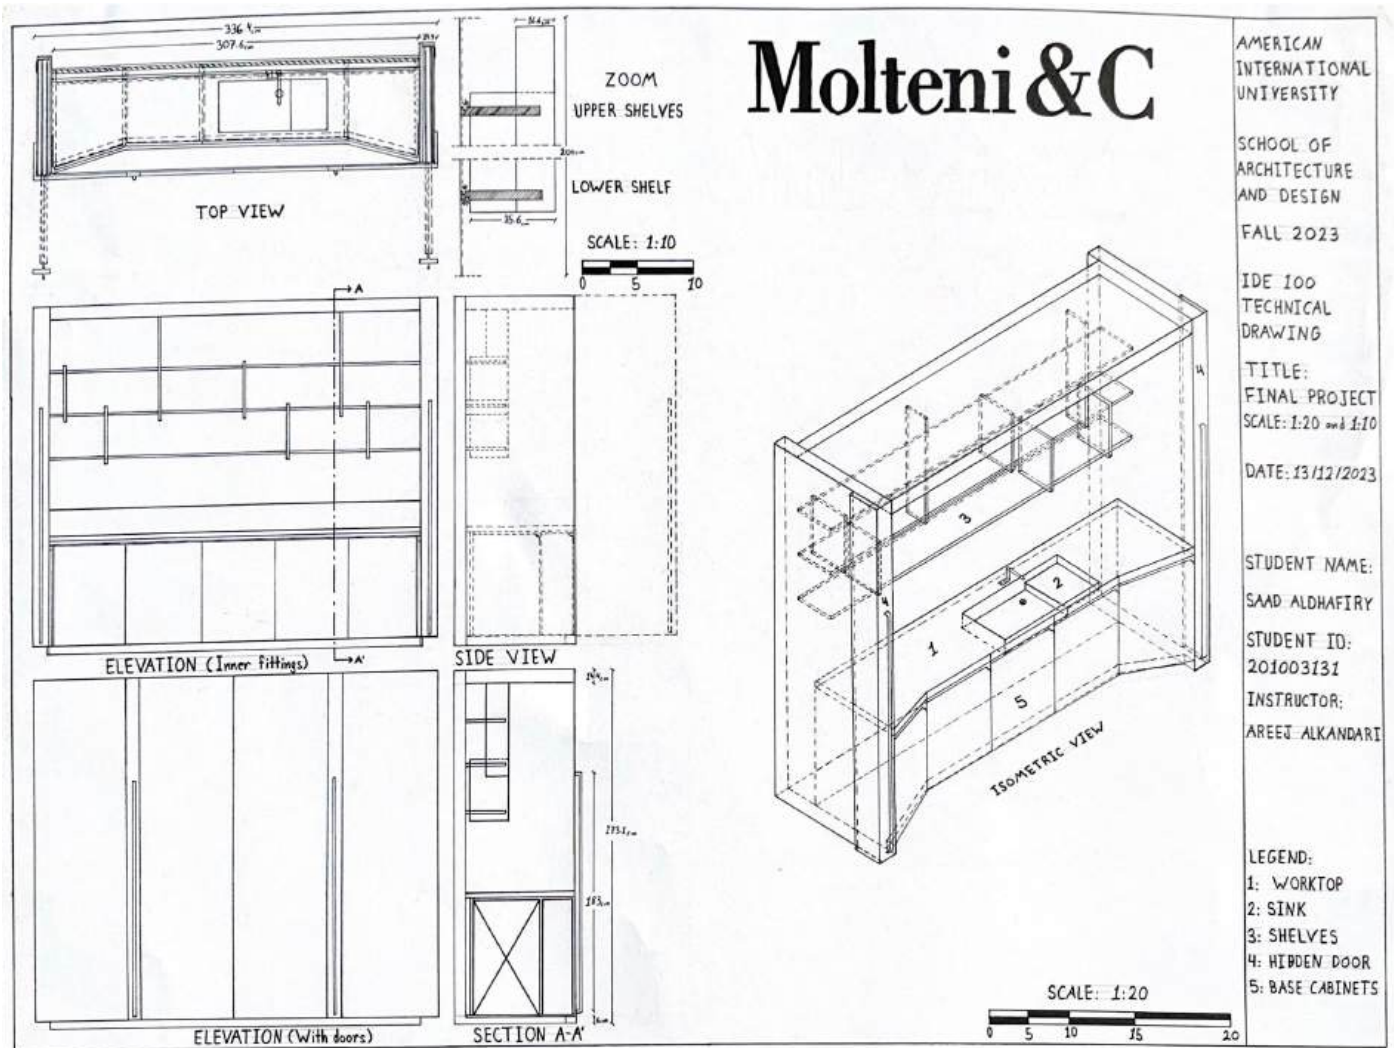 336.4cm
307.6cm
TOP VIEW
ZOOM
UPPER SHELVES
LOWER SHELF
35.6cm
SCALE: 1:10
0 5 10
Molteni&C
A
A'
ELEVATION (Inner fittings)
SIDE VIEW
ELEVATION (With doors)
SECTION A-A'
1
2
3
4
4
5
ISOMETRIC VIEW
SCALE: 1:20
0 5 10 15 20
AMERICAN
INTERNATIONAL
UNIVERSITY
SCHOOL OF
ARCHITECTURE
AND DESIGN
FALL 2023
IDE 100
TECHNICAL
DRAWING
TITLE:
FINAL PROJECT
SCALE: 1:20 and 1:10
DATE: 13/12/2023
STUDENT NAME:
SAAD ALDHAFIRY
STUDENT ID:
201003131
INSTRUCTOR:
AREEJ ALKANDARI
LEGEND:
1: WORKTOP
2: SINK
3: SHELVES
4: HIDDEN DOOR
5: BASE CABINETS